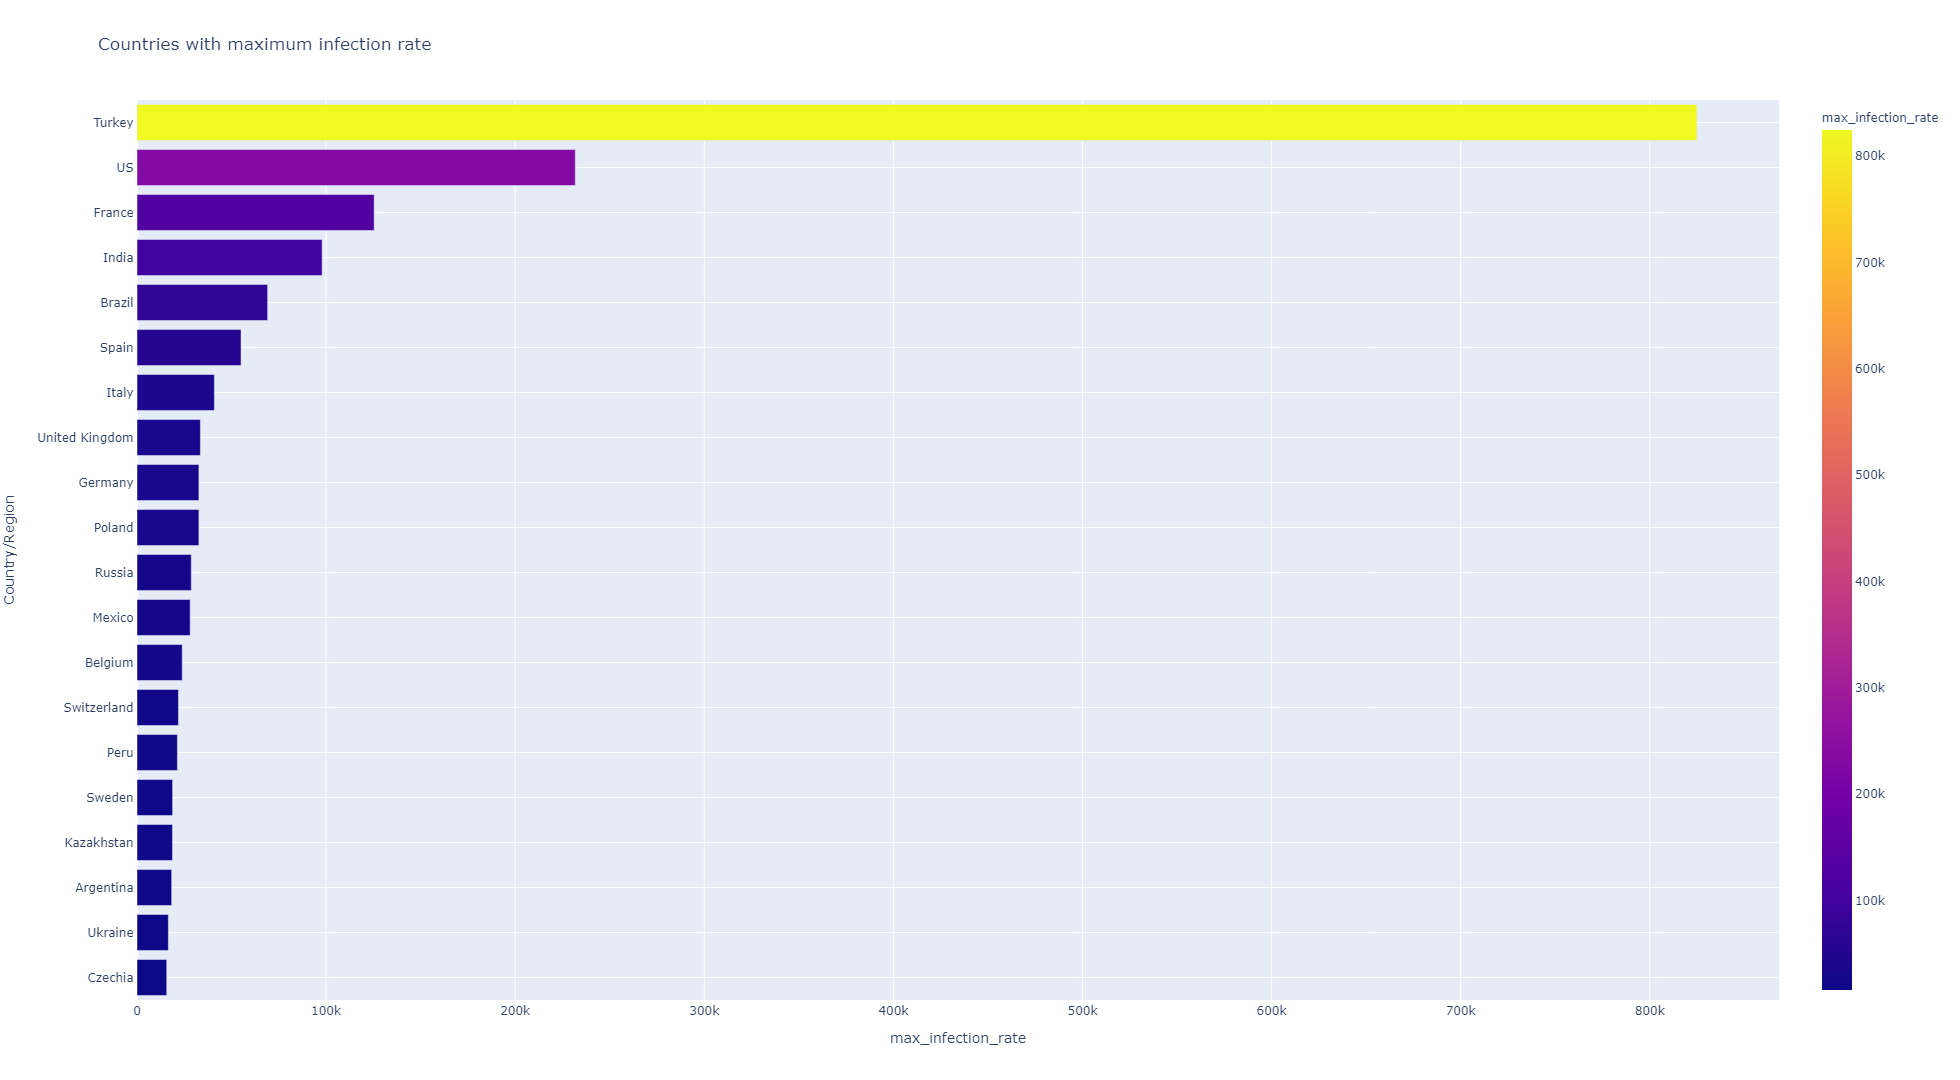 Countries with maximum infection rate
Turkey
US
France
India
Brazil
Spain
Italy
United Kingdom
Germany
Poland
Russia
Mexico
Belgium
Switzerland
Peru
Sweden
Kazakhstan
Argentina
Ukraine
Czechia
Country/Region
0 100k 200k 300k 400k 500k 600k 700k 800k
max_infection_rate
max_infection_rate
800k
700k
600k
500k
400k
300k
200k
100k